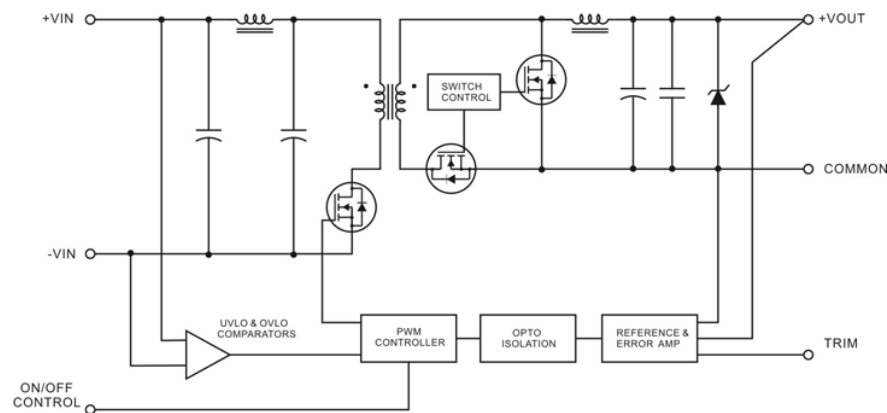 +VIN
+VOUT
SWITCH
CONTROL
COMMON
-VIN
UVLO & OVLO
COMPARATORS
PWM
CONTROLLER
OPTO
ISOLATION
REFERENCE &
ERROR AMP
TRIM
ON/OFF
CONTROL